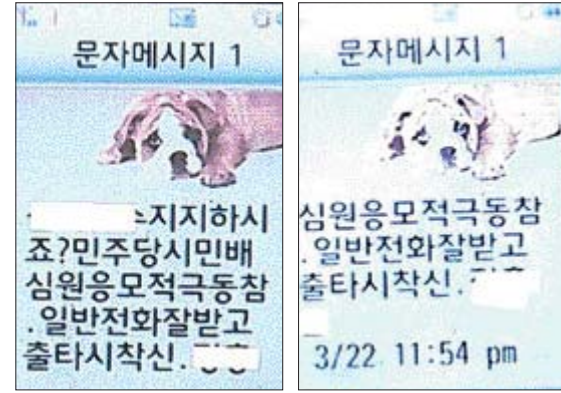 문자메시지 1
지지하시
죠?민주당시민배
심원응모적극동참
.일반전화잘받고
출타시착신.
문자메시지 1
심원응모적극동참
.일반전화잘받고
출타시착신.
3/22 11:54 pm